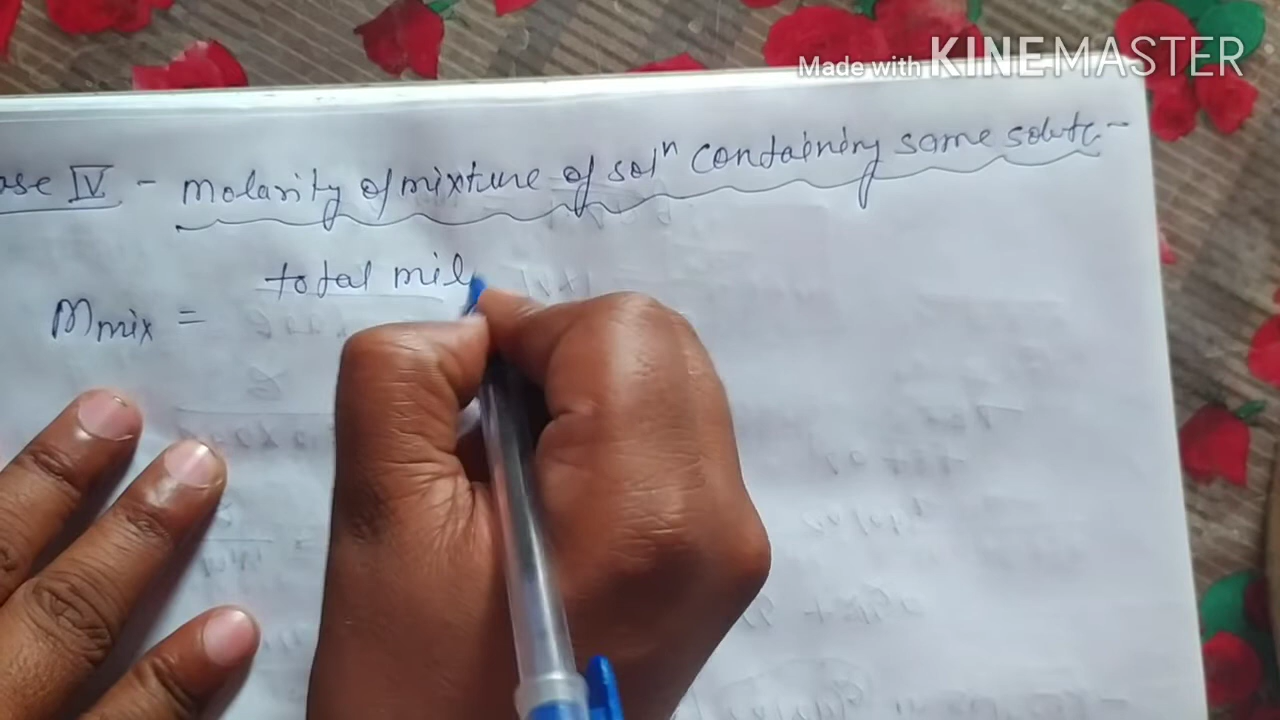 Made with KINEMASTER
ase IV. - Molarity of mixture of solⁿ containing same solute -
total mil
Mmix =